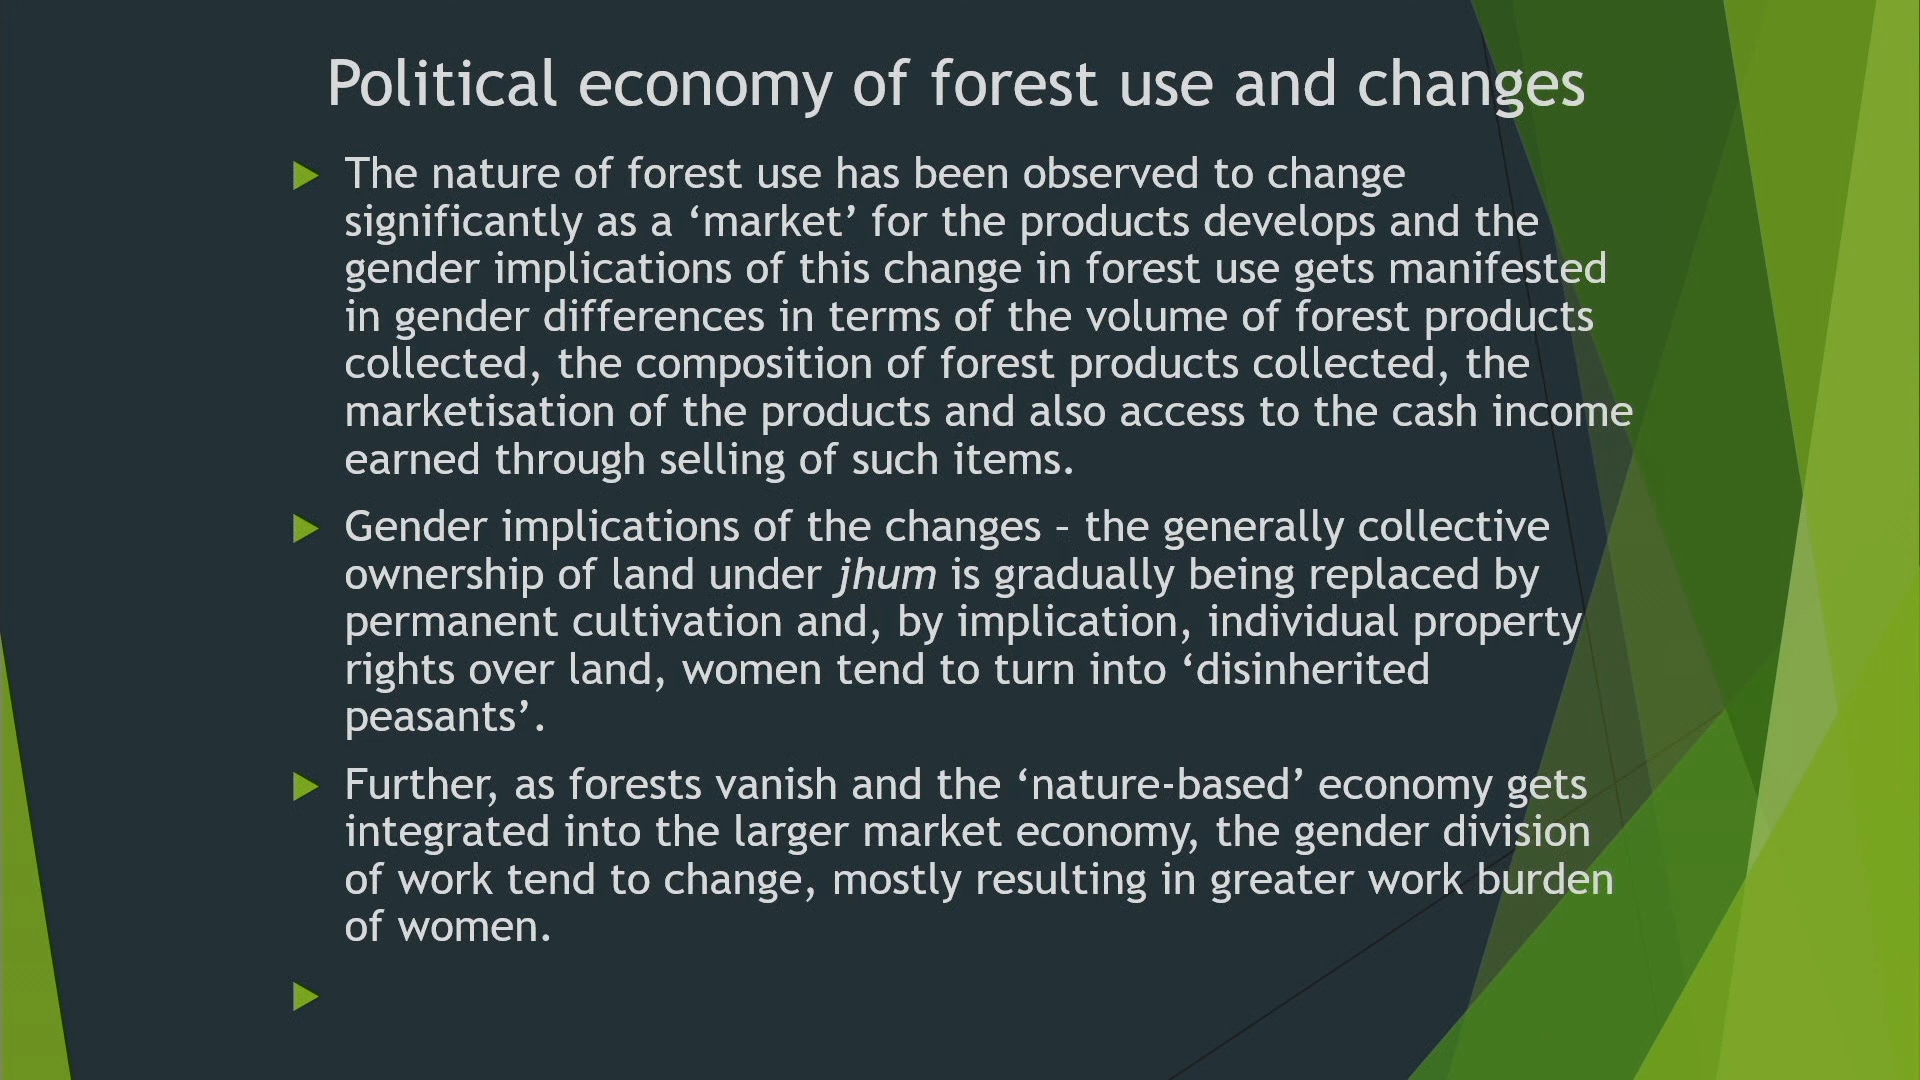 Political economy of forest use and changes
The nature of forest use has been observed to change
significantly as a ‘market’ for the products develops and the
gender implications of this change in forest use gets manifested
in gender differences in terms of the volume of forest products
collected, the composition of forest products collected, the
marketisation of the products and also access to the cash income
earned through selling of such items.
Gender implications of the changes – the generally collective
ownership of land under jhum is gradually being replaced by
permanent cultivation and, by implication, individual property
rights over land, women tend to turn into ‘disinherited
peasants’.
Further, as forests vanish and the ‘nature-based’ economy gets
integrated into the larger market economy, the gender division
of work tend to change, mostly resulting in greater work burden
of women.